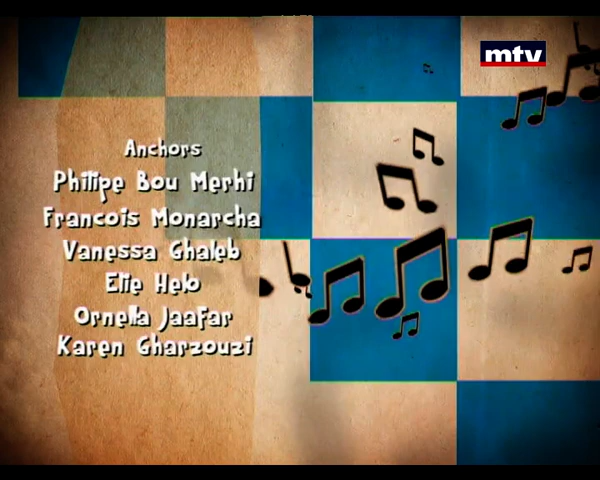 mtv
Anchors
Philipe Bou Merhi
Francois Monarcha
Vanessa Ghaleb
Elie Helo
Ornella Jaafar
Karen Gharzouzi